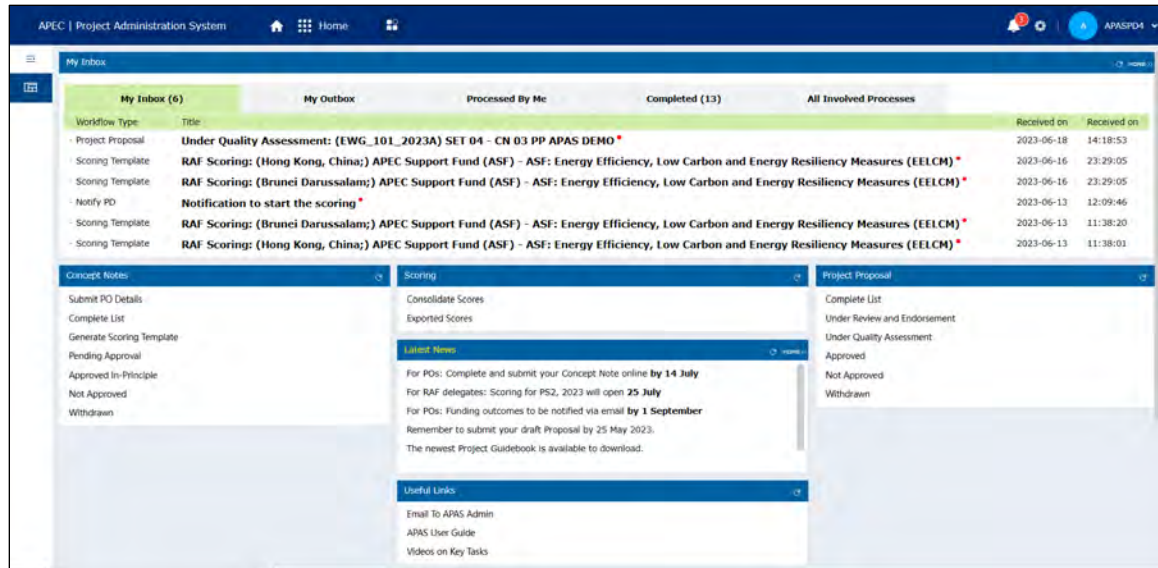 APEC | Project Administration System Home 3 A APASPD4
My Inbox MORE
My Inbox (6) My Outbox Processed By Me Completed (13) All Involved Processes
Workflow Type Title Received on Received on
Project Proposal Under Quality Assessment: (EWG_101_2023A) SET 04 - CN 03 PP APAS DEMO * 2023-06-18 14:18:53
Scoring Template RAF Scoring: (Hong Kong, China;) APEC Support Fund (ASF) - ASF: Energy Efficiency, Low Carbon and Energy Resiliency Measures (EELCM) * 2023-06-16 23:29:05
Scoring Template RAF Scoring: (Brunei Darussalam;) APEC Support Fund (ASF) - ASF: Energy Efficiency, Low Carbon and Energy Resiliency Measures (EELCM) * 2023-06-16 23:29:05
Notify PD Notification to start the scoring * 2023-06-13 12:09:46
Scoring Template RAF Scoring: (Brunei Darussalam;) APEC Support Fund (ASF) - ASF: Energy Efficiency, Low Carbon and Energy Resiliency Measures (EELCM) * 2023-06-13 11:38:20
Scoring Template RAF Scoring: (Hong Kong, China;) APEC Support Fund (ASF) - ASF: Energy Efficiency, Low Carbon and Energy Resiliency Measures (EELCM) * 2023-06-13 11:38:01
Concept Notes
Submit PO Details
Complete List
Generate Scoring Template
Pending Approval
Approved In-Principle
Not Approved
Withdrawn
Scoring
Consolidate Scores
Exported Scores
Latest News MORE
For POs: Complete and submit your Concept Note online by 14 July
For RAF delegates: Scoring for PS2, 2023 will open 25 July
For POs: Funding outcomes to be notified via email by 1 September
Remember to submit your draft Proposal by 25 May 2023.
The newest Project Guidebook is available to download.
Useful Links
Email To APAS Admin
APAS User Guide
Videos on Key Tasks
Project Proposal
Complete List
Under Review and Endorsement
Under Quality Assessment
Approved
Not Approved
Withdrawn